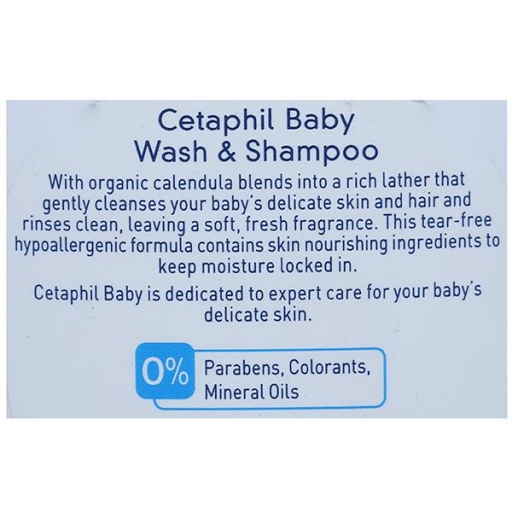 Cetaphil Baby
Wash & Shampoo
With organic calendula blends into a rich lather that
gently cleanses your baby's delicate skin and hair and
rinses clean, leaving a soft, fresh fragrance. This tear-free
hypoallergenic formula contains skin nourishing ingredients to
keep moisture locked in.
Cetaphil Baby is dedicated to expert care for your baby's
delicate skin.
0% Parabens, Colorants,
Mineral Oils